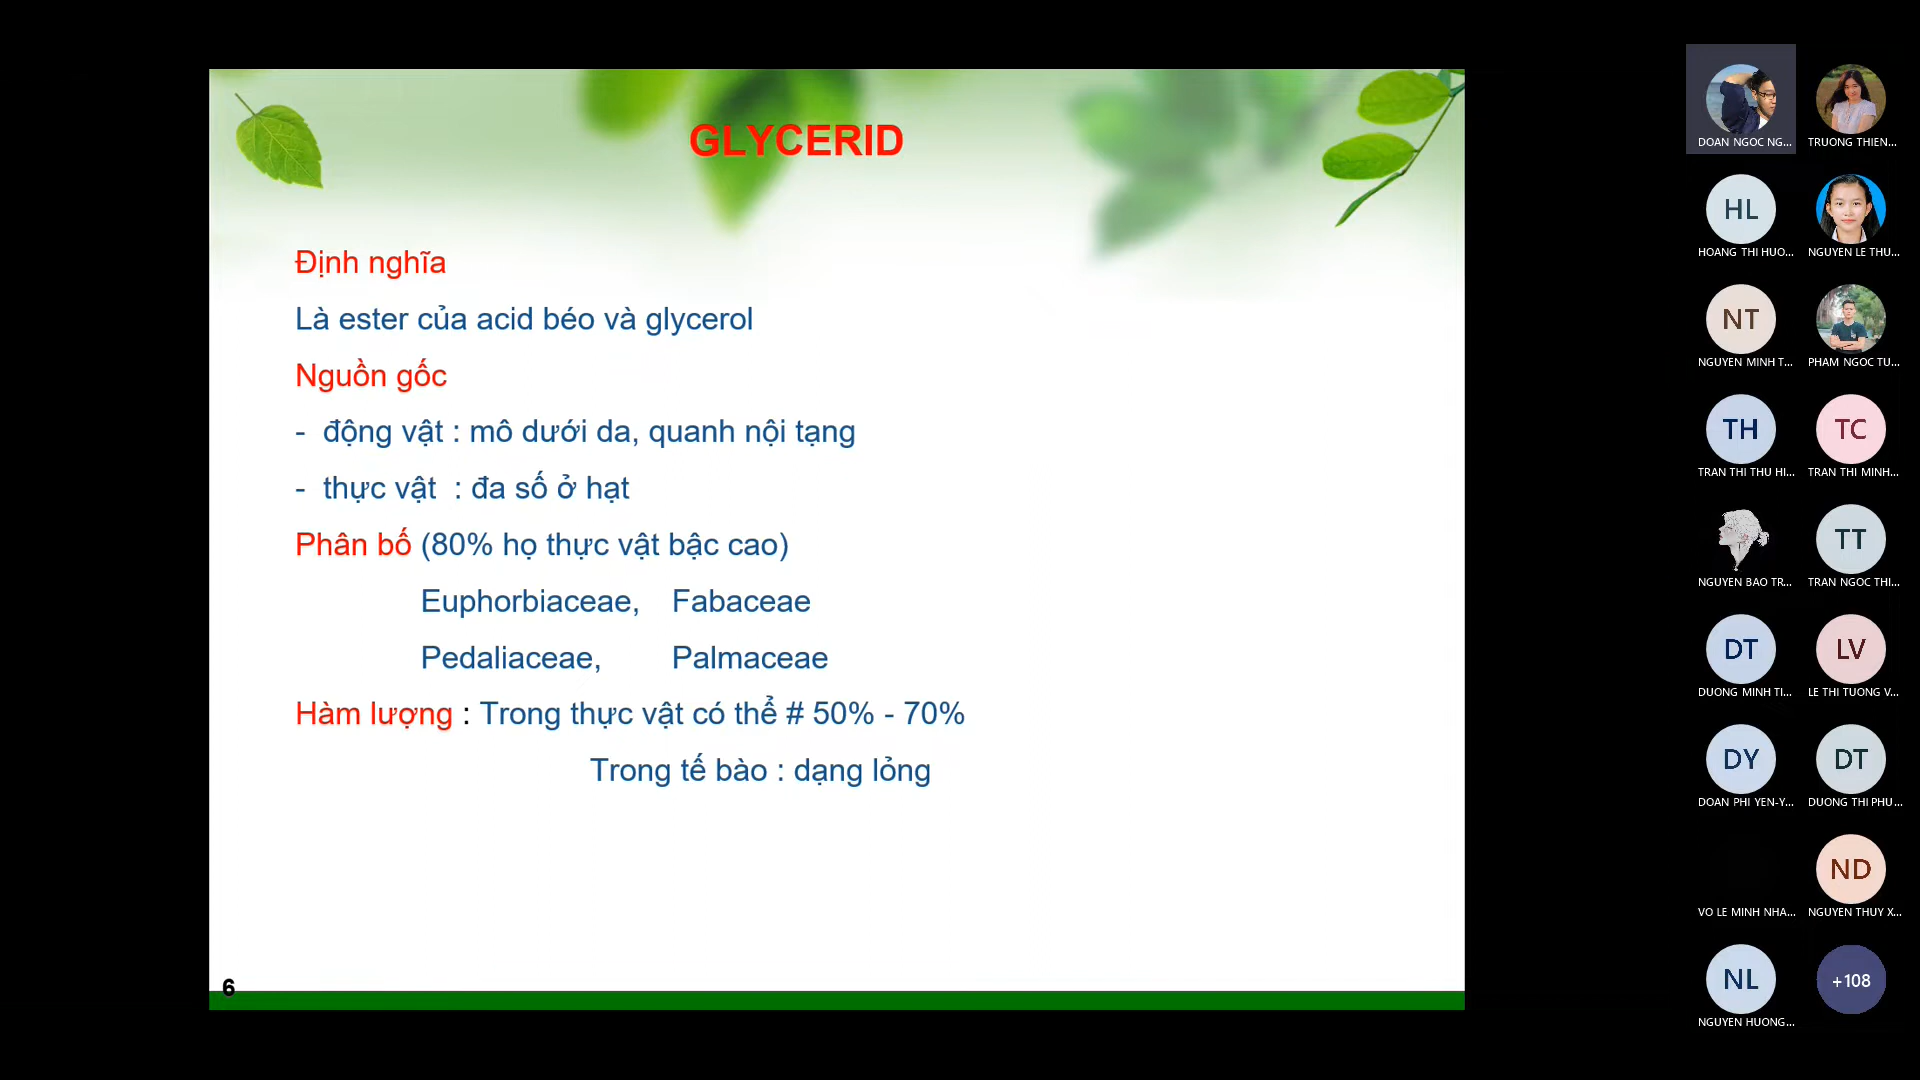 GLYCERID
Định nghĩa
Là ester của acid béo và glycerol
Nguồn gốc
- động vật : mô dưới da, quanh nội tạng
- thực vật : đa số ở hạt
Phân bố (80% họ thực vật bậc cao)
Euphorbiaceae, Fabaceae
Pedaliaceae, Palmaceae
Hàm lượng : Trong thực vật có thể # 50% - 70%
Trong tế bào : dạng lỏng
6
DOAN NGOC NG...
TRUONG THIEN...
HL
HOANG THI HUO...
NGUYEN LE THU...
NT
NGUYEN MINH T...
PHAM NGOC TU...
TH
TRAN THI THU HI...
TC
TRAN THI MINH...
NGUYEN BAO TR...
TT
TRAN NGOC THI...
DT
DUONG MINH TI...
LV
LE THI TUONG V...
DY
DOAN PHI YEN-Y...
DT
DUONG THI PHU...
VO LE MINH NHA...
ND
NGUYEN THUY X...
NL
NGUYEN HUONG...
+108